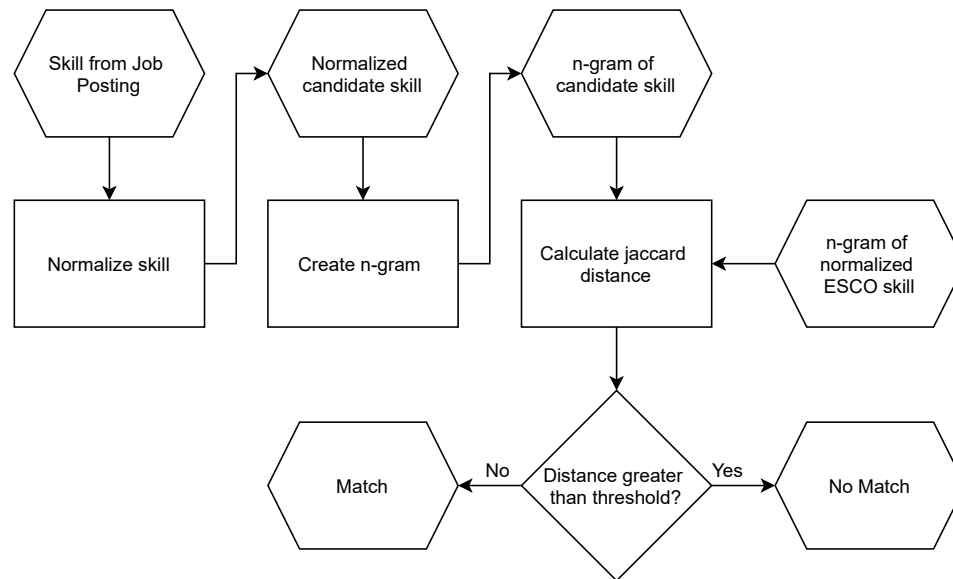 Skill from Job
Posting
Normalized
candidate skill
n-gram of
candidate skill
Normalize skill
Create n-gram
Calculate jaccard
distance
n-gram of
normalized
ESCO skill
Match
No
Distance greater
than threshold?
Yes
No Match